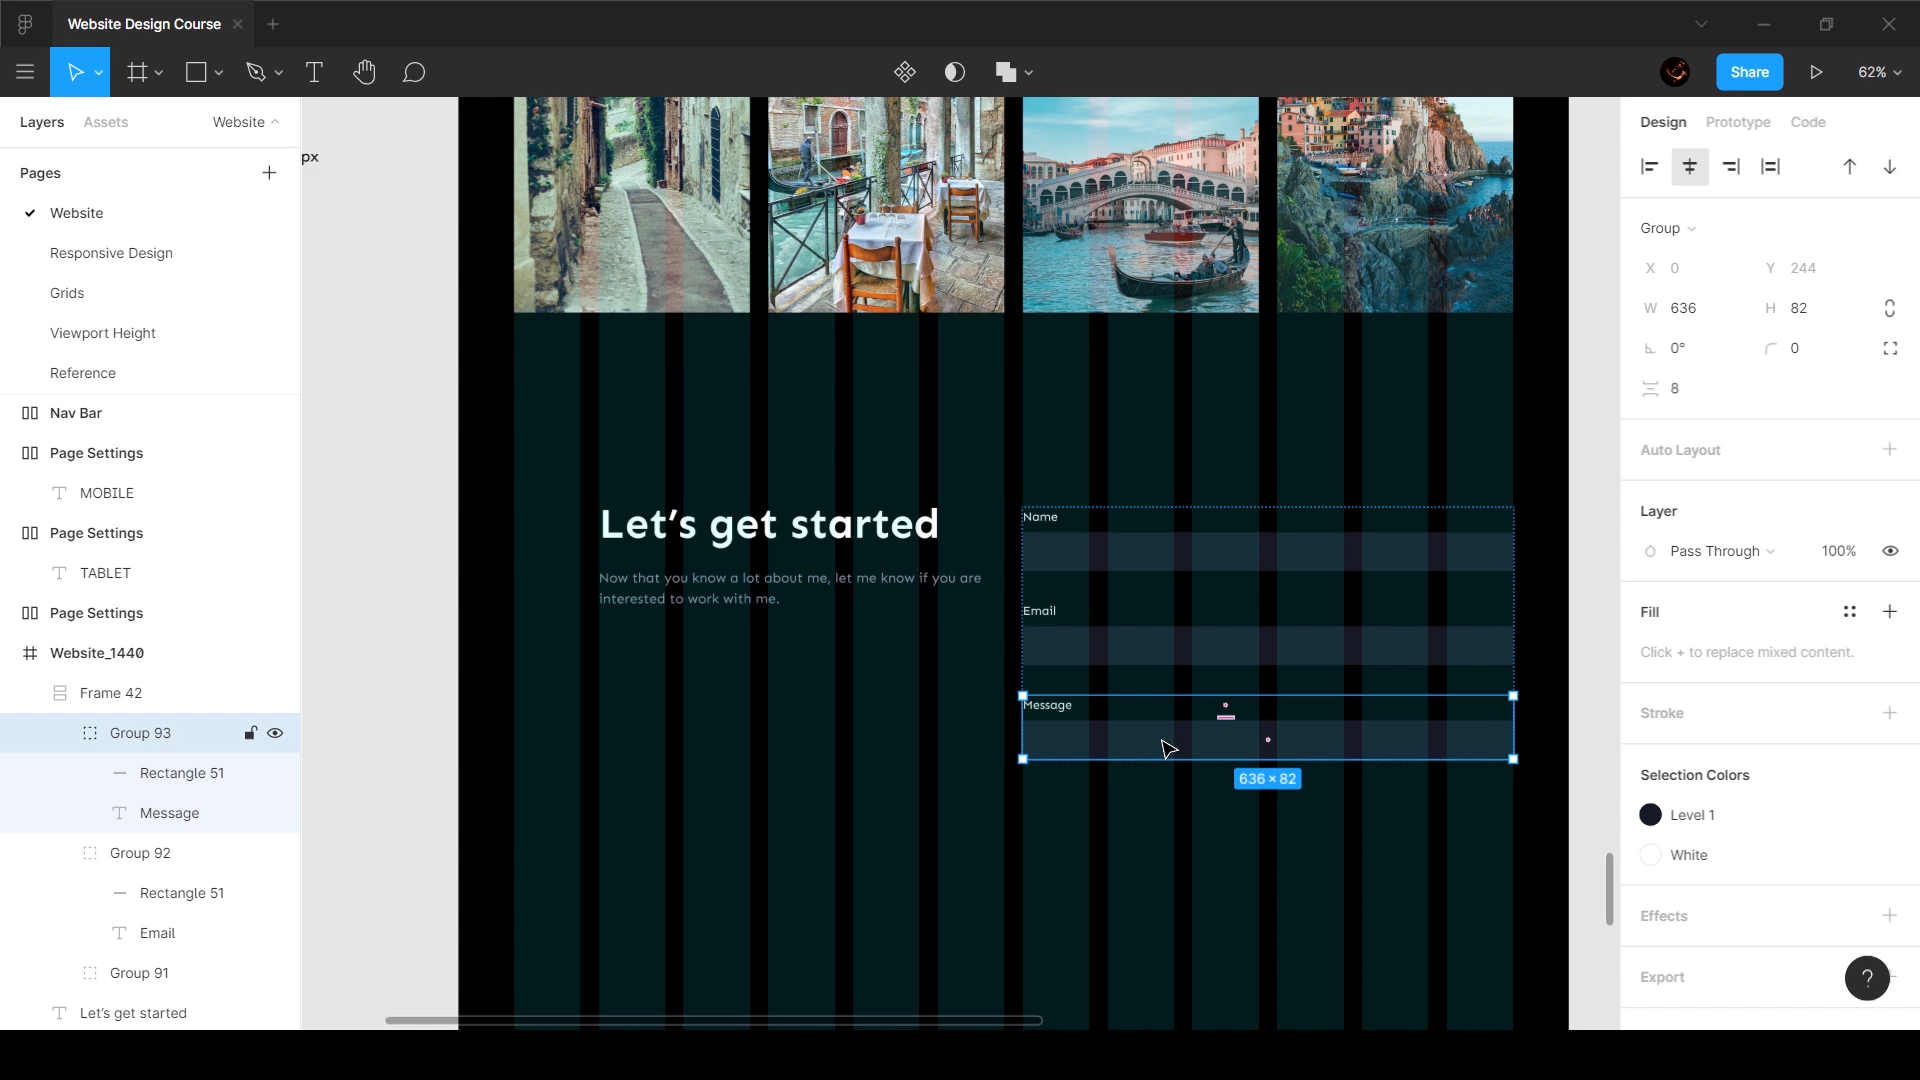 Website Design Course
Share
62%
Layers
Assets
Website
px
Pages
Website
Responsive Design
Grids
Viewport Height
Reference
Nav Bar
Page Settings
MOBILE
Page Settings
TABLET
Page Settings
Website_1440
Frame 42
Group 93
Rectangle 51
Message
Group 92
Rectangle 51
Email
Group 91
Let's get started
Let's get started
Now that you know a lot about me, let me know if you are
interested to work with me.
Name
Email
Message
636 × 82
Design
Prototype
Code
Group
X 0
Y 244
W 636
H 82
0°
0
8
Auto Layout
Layer
Pass Through
100%
Fill
Click + to replace mixed content.
Stroke
Selection Colors
Level 1
White
Effects
Export
?